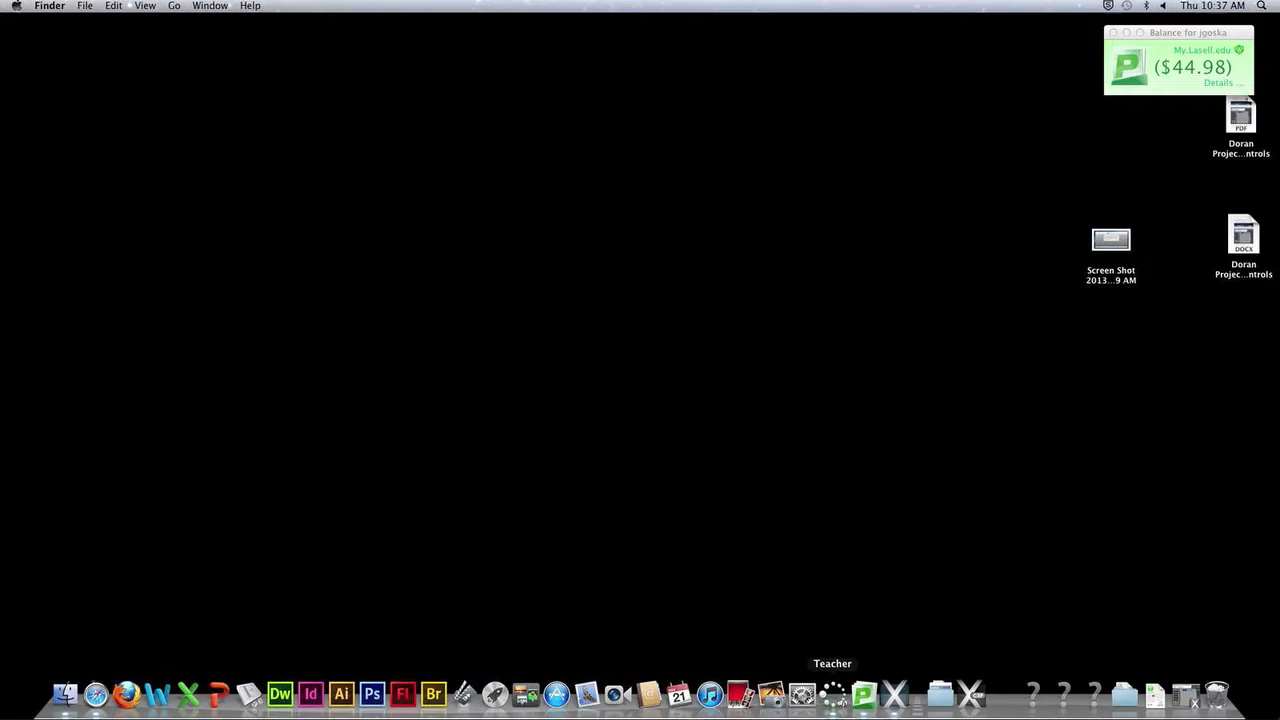 Finder File Edit View Go Window Help
Thu 10:37 AM
Balance for jgoska
My.Lasell.edu
($44.98)
Details ...
PDF
Doran
Projec...ntrols
DOCX
Doran
Projec...ntrols
Screen Shot
2013...9 AM
Teacher
W X P Dw Id Ai Ps Fl Br 21 P X X ? ? ?